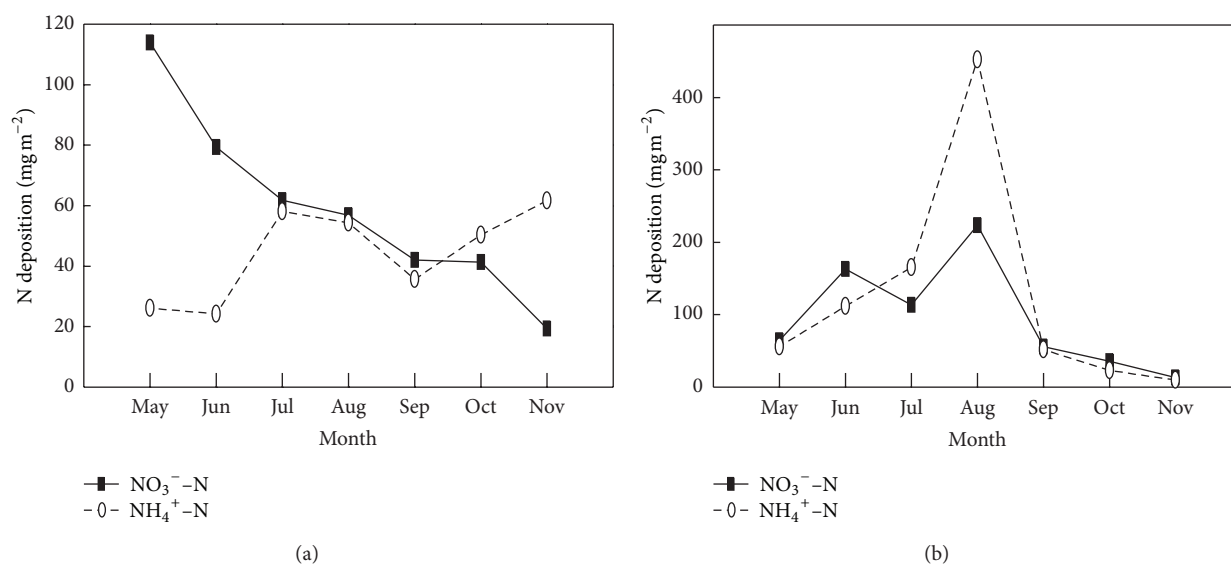 120
100
80
60
40
20
0
N deposition (mg m⁻²)
May Jun Jul Aug Sep Oct Nov
Month
NO₃⁻–N
NH₄⁺–N
(a)
400
300
200
100
0
N deposition (mg m⁻²)
May Jun Jul Aug Sep Oct Nov
Month
NO₃⁻–N
NH₄⁺–N
(b)